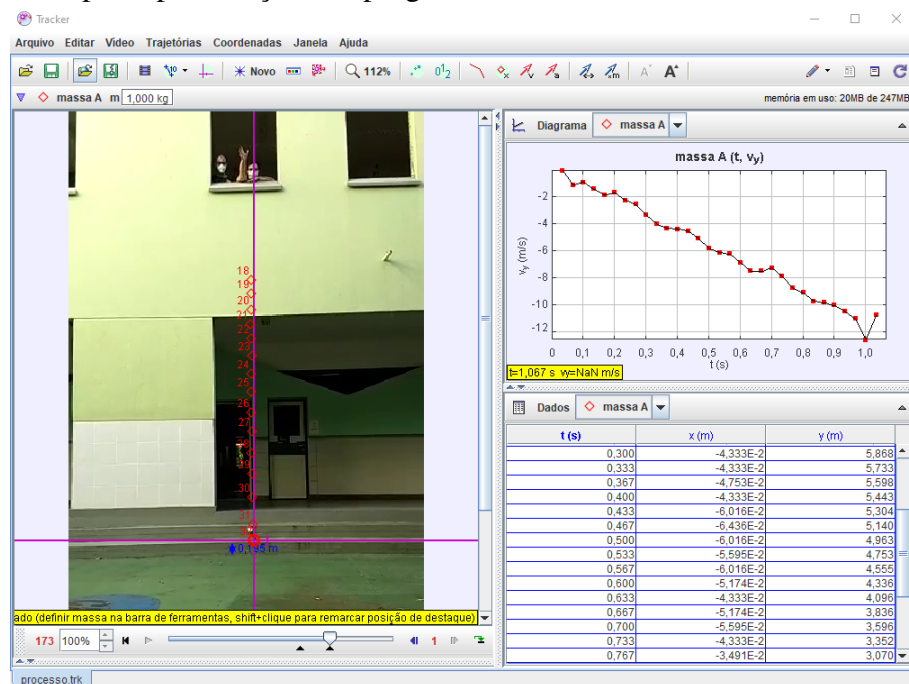 Tracker
Arquivo Editar Video Trajetórias Coordenadas Janela Ajuda
Novo 112%
massa A m 1,000 kg
memória em uso: 20MB de 247MB
Diagrama massa A
massa A (t, vy)
-2
-4
-6
-8
-10
-12
vy (m/s)
0 0,1 0,2 0,3 0,4 0,5 0,6 0,7 0,8 0,9 1,0
t (s)
t=1,067 s vy=NaN m/s
18
19
20
21
22
23
24
25
26
27
28
29
30
31
Dados massa A
t (s) x (m) y (m)
0,300 -4,333E-2 5,868
0,333 -4,333E-2 5,733
0,367 -4,753E-2 5,598
0,400 -4,333E-2 5,443
0,433 -6,016E-2 5,304
0,467 -6,436E-2 5,140
0,500 -6,016E-2 4,963
0,533 -5,595E-2 4,753
0,567 -6,016E-2 4,555
0,600 -5,174E-2 4,336
0,633 -4,333E-2 4,096
0,667 -5,174E-2 3,836
0,700 -5,595E-2 3,596
0,733 -4,333E-2 3,352
0,767 -3,491E-2 3,070
ado (definir massa na barra de ferramentas, shift+clique para remarcar posição de destaque)
173 100% 1
processo.trk